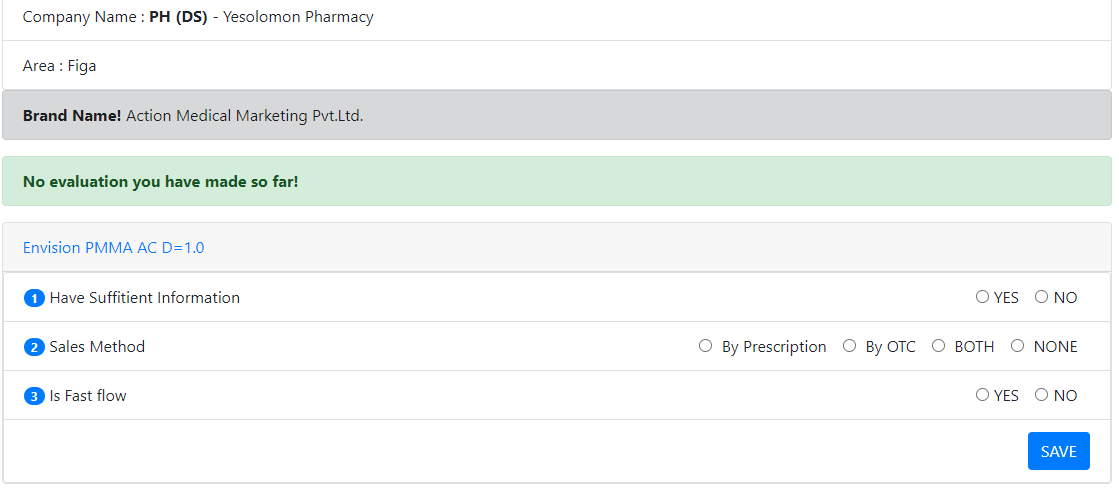 Company Name : PH (DS) - Yesolomon Pharmacy
Area : Figa
Brand Name! Action Medical Marketing Pvt.Ltd.
No evaluation you have made so far!
Envision PMMA AC D=1.0
1 Have Suffitient Information YES NO
2 Sales Method By Prescription By OTC BOTH NONE
3 Is Fast flow YES NO
SAVE